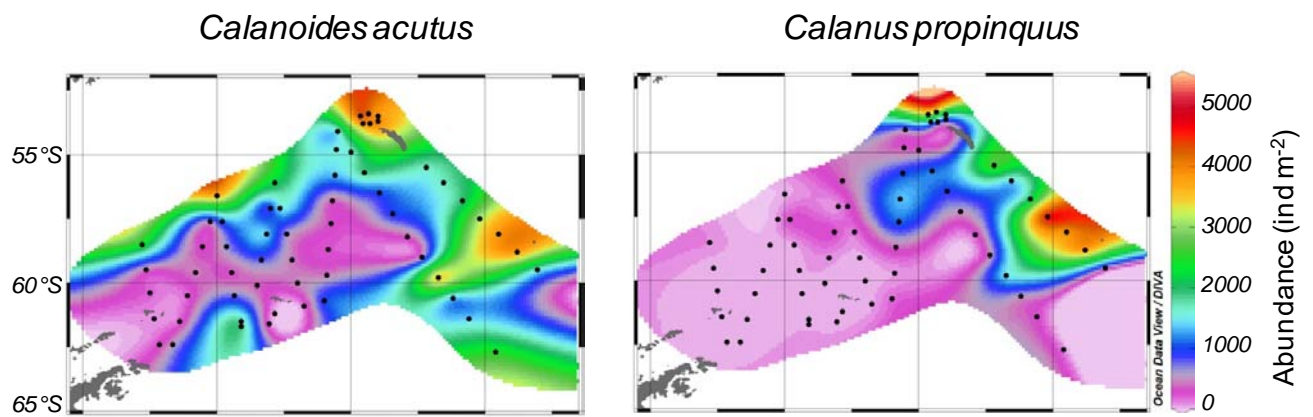 Calanoides acutus
Calanus propinquus
55°S
60°S
65°S
5000
4000
3000
2000
1000
0
Abundance (ind m-2)
Ocean Data View / DIVA